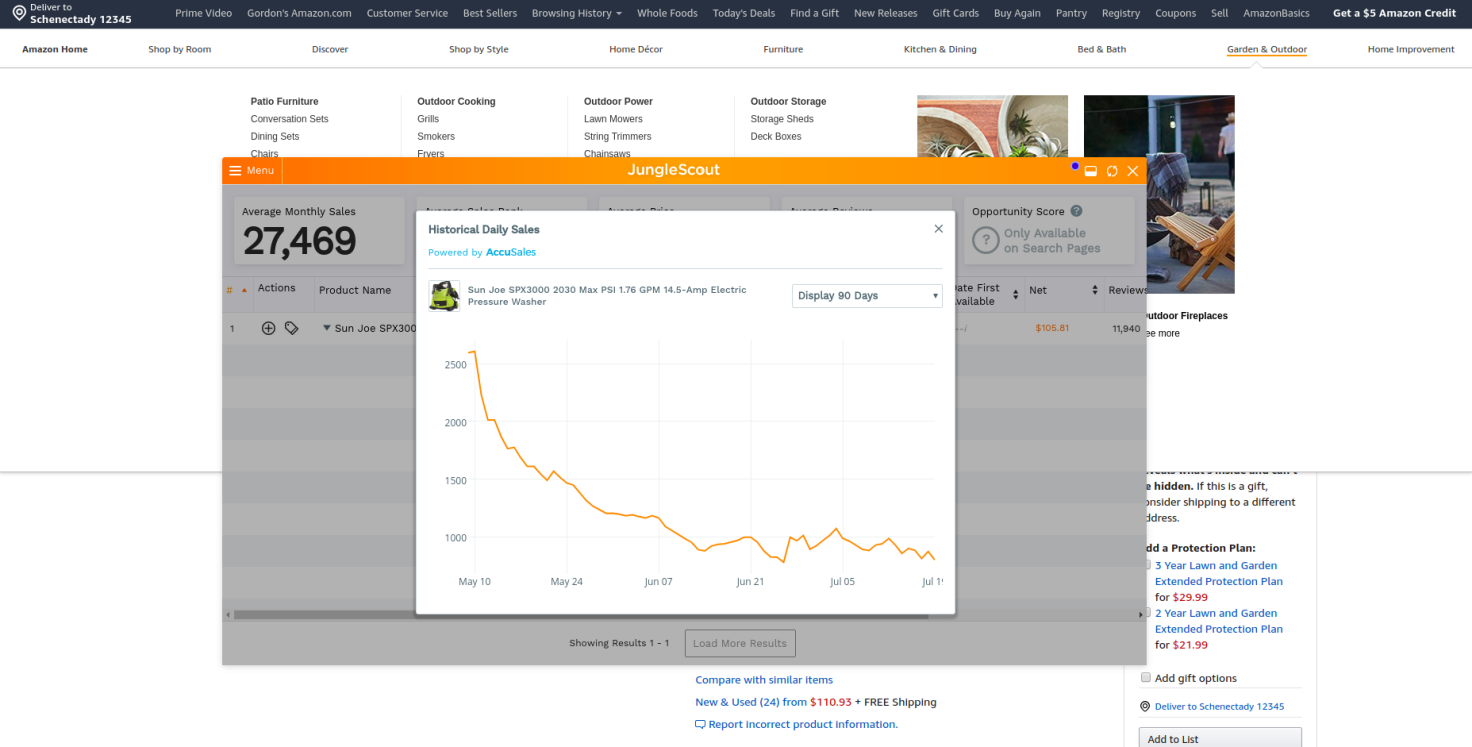 Deliver to
Schenectady 12345
Prime Video Gordon's Amazon.com Customer Service Best Sellers Browsing History Whole Foods Today's Deals Find a Gift New Releases Gift Cards Buy Again Pantry Registry Coupons Sell AmazonBasics Get a $5 Amazon Credit
Amazon Home Shop by Room Discover Shop by Style Home Décor Furniture Kitchen & Dining Bed & Bath Garden & Outdoor Home Improvement
Patio Furniture Outdoor Cooking Outdoor Power Outdoor Storage
Conversation Sets Grills Lawn Mowers Storage Sheds
Dining Sets Smokers String Trimmers Deck Boxes
Chairs Fryers Chainsaws
Menu JungleScout
Average Monthly Sales
27,469
Opportunity Score ?
? Only Available
on Search Pages
Historical Daily Sales
Powered by AccuSales
Sun Joe SPX3000 2030 Max PSI 1.76 GPM 14.5-Amp Electric
Pressure Washer
Display 90 Days
# Actions Product Name First Net Reviews
1 Sun Joe SPX300 $105.81 11,940
2500
2000
1500
1000
May 10 May 24 Jun 07 Jun 21 Jul 05 Jul
Showing Results 1 - 1 Load More Results
Outdoor Fireplaces
more
hidden. If this is a gift,
shipping to a different
a Protection Plan:
3 Year Lawn and Garden
Extended Protection Plan
for $29.99
2 Year Lawn and Garden
Extended Protection Plan
for $21.99
Add gift options
Deliver to Schenectady 12345
Add to List
Compare with similar items
New & Used (24) from $110.93 + FREE Shipping
Report incorrect product information.